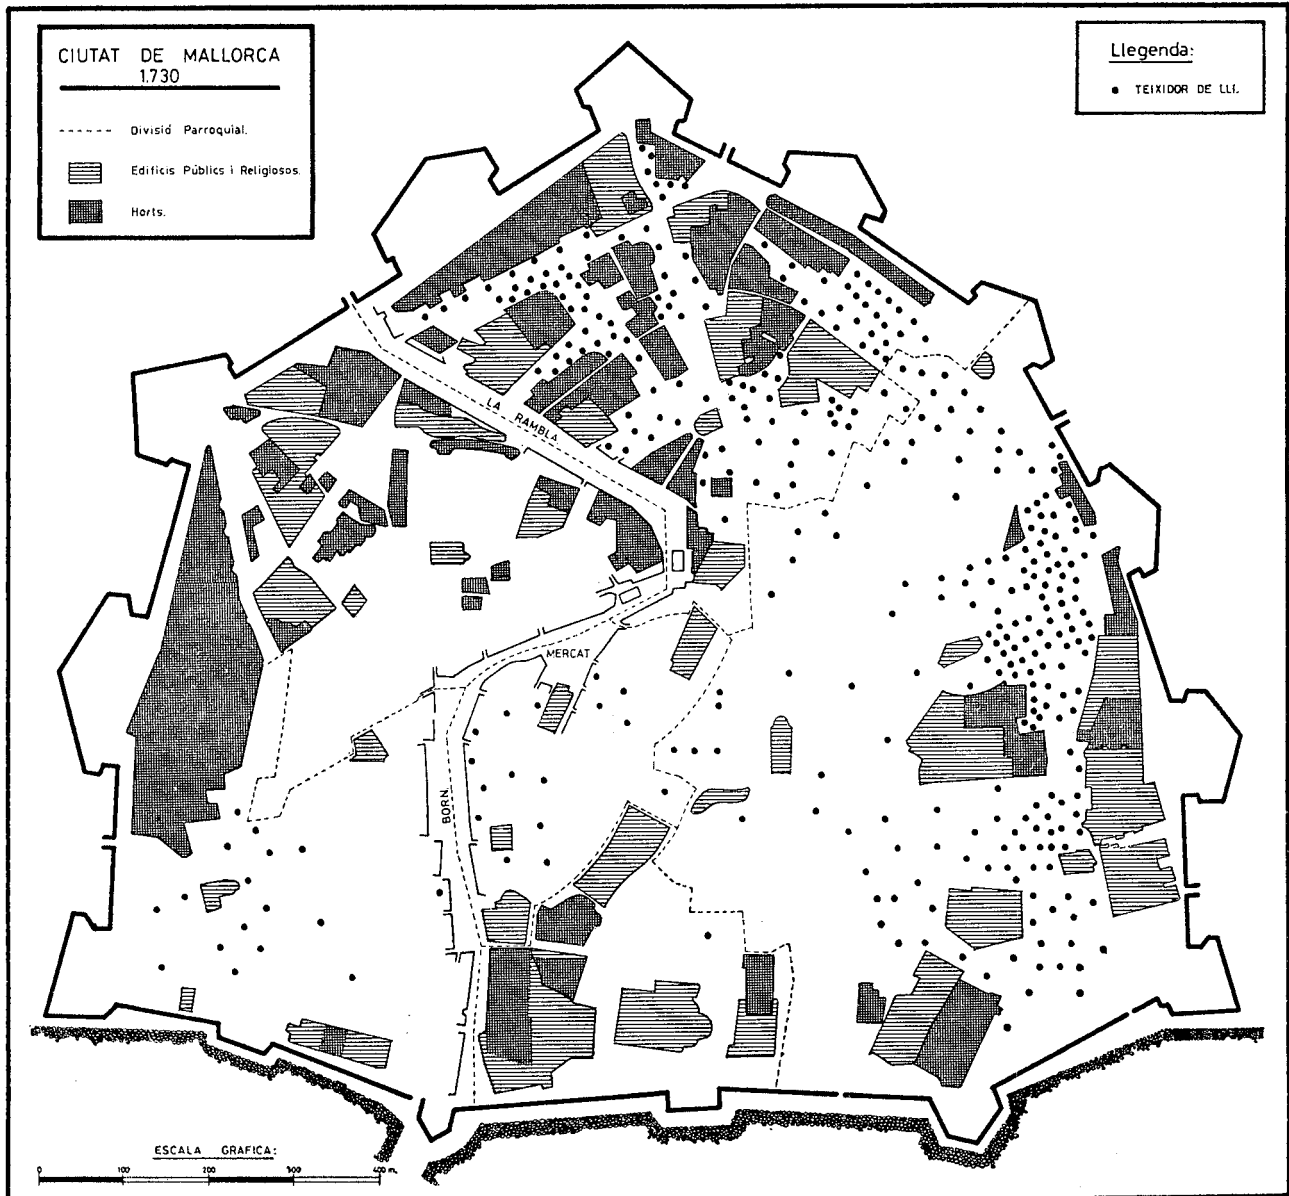 CIUTAT DE MALLORCA
1.730
Divisió Parroquial.
Edificis Públics i Religiosos.
Horts.
Llegenda:
TEIXIDOR DE LLI.
LA RAMBLA
MERCAT
BORN
ESCALA GRAFICA:
0 100 200 300 400 m.